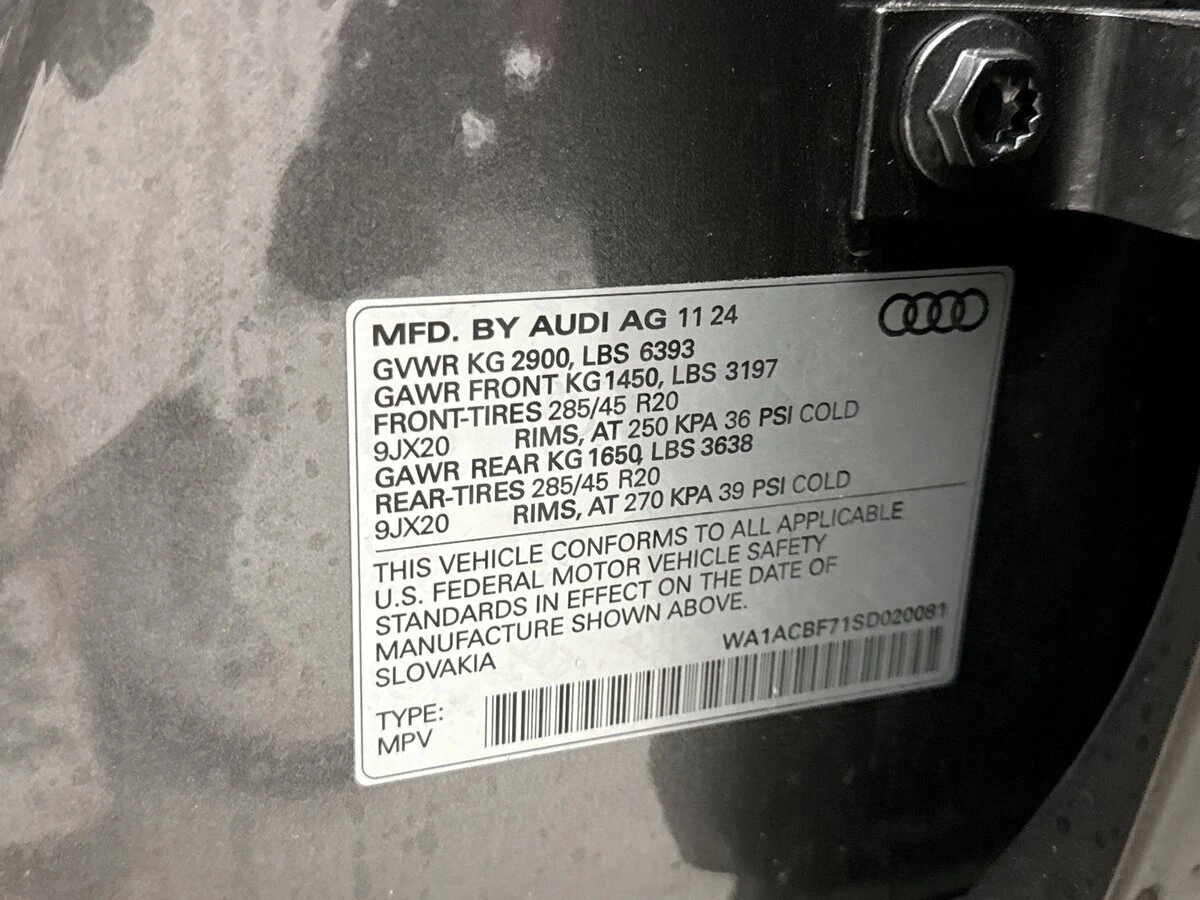 MFD. BY AUDI AG 11 24
GVWR KG 2900, LBS 6393
GAWR FRONT KG 1450, LBS 3197
FRONT-TIRES 285/45 R20
9JX20 RIMS, AT 250 KPA 36 PSI COLD
GAWR REAR KG 1650, LBS 3638
REAR-TIRES 285/45 R20
9JX20 RIMS, AT 270 KPA 39 PSI COLD
THIS VEHICLE CONFORMS TO ALL APPLICABLE
U.S. FEDERAL MOTOR VEHICLE SAFETY
STANDARDS IN EFFECT ON THE DATE OF
MANUFACTURE SHOWN ABOVE.
SLOVAKIA
WA1ACBF71SD020081
TYPE:
MPV